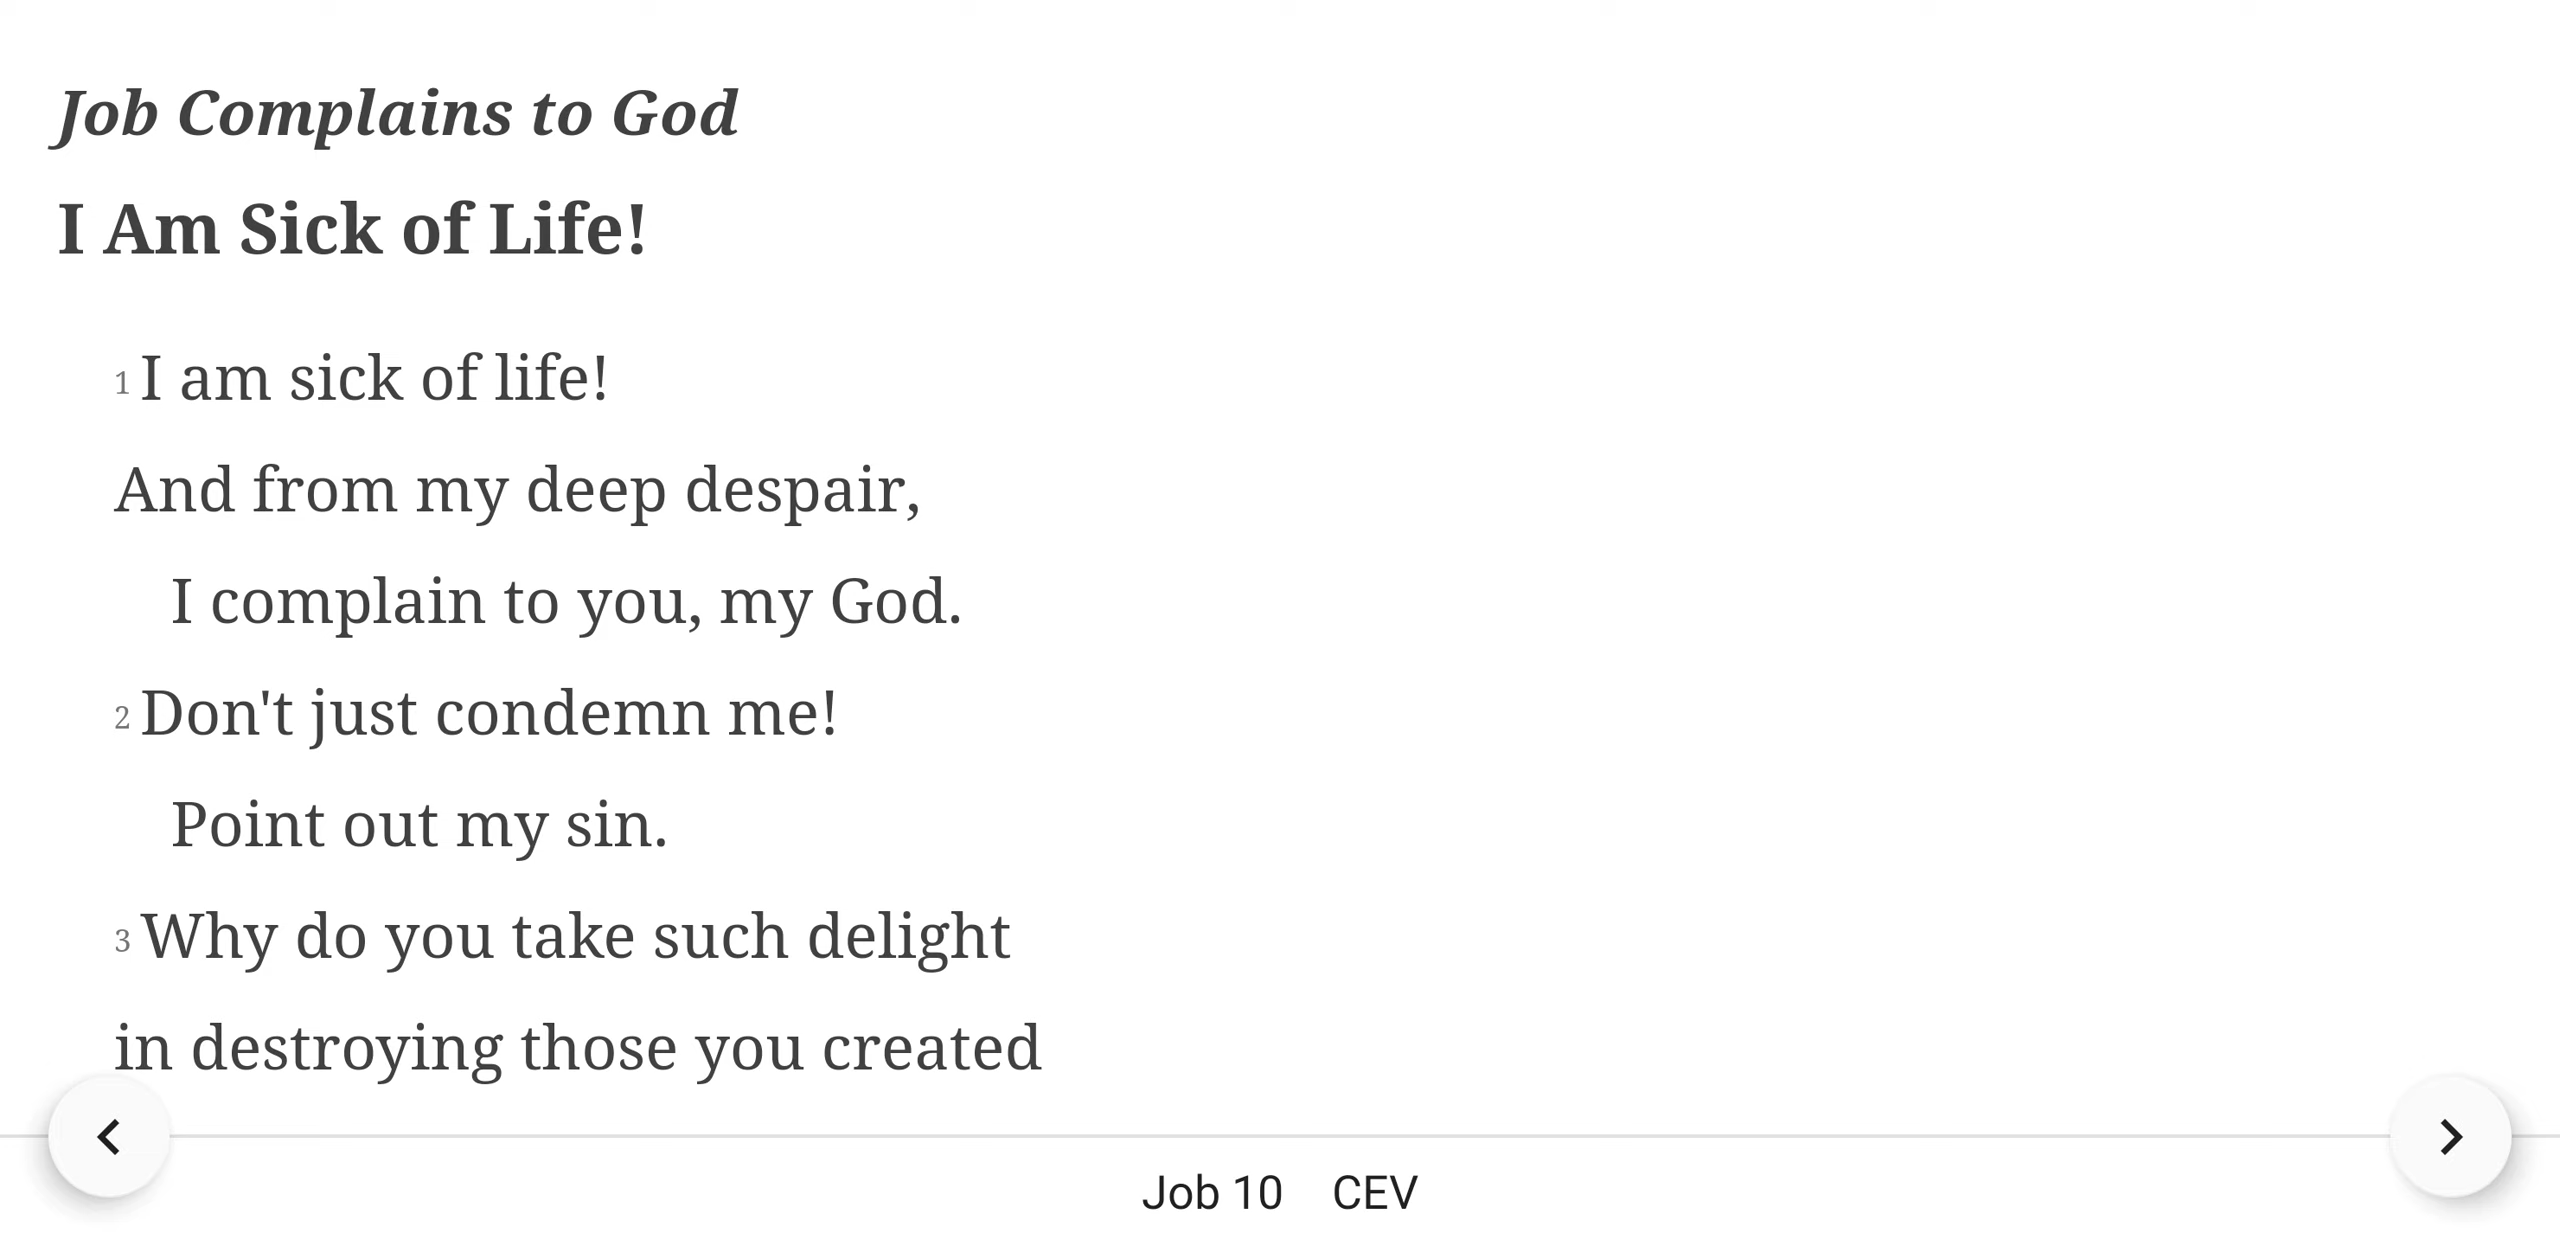 Job Complains to God
I Am Sick of Life!
1 I am sick of life!
And from my deep despair,
I complain to you, my God.
2 Don't just condemn me!
Point out my sin.
3 Why do you take such delight
in destroying those you created
Job 10 CEV